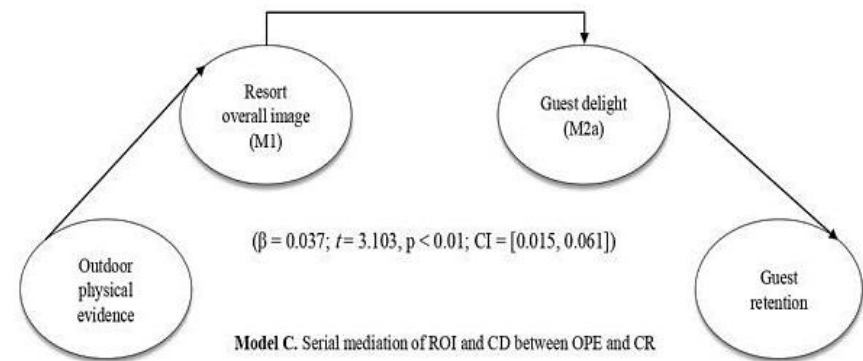 Resort
overall image
(M1)
Guest delight
(M2a)
(β = 0.037; t = 3.103, p < 0.01; CI = [0.015, 0.061])
Outdoor
physical
evidence
Guest
retention
Model C. Serial mediation of ROI and CD between OPE and CR